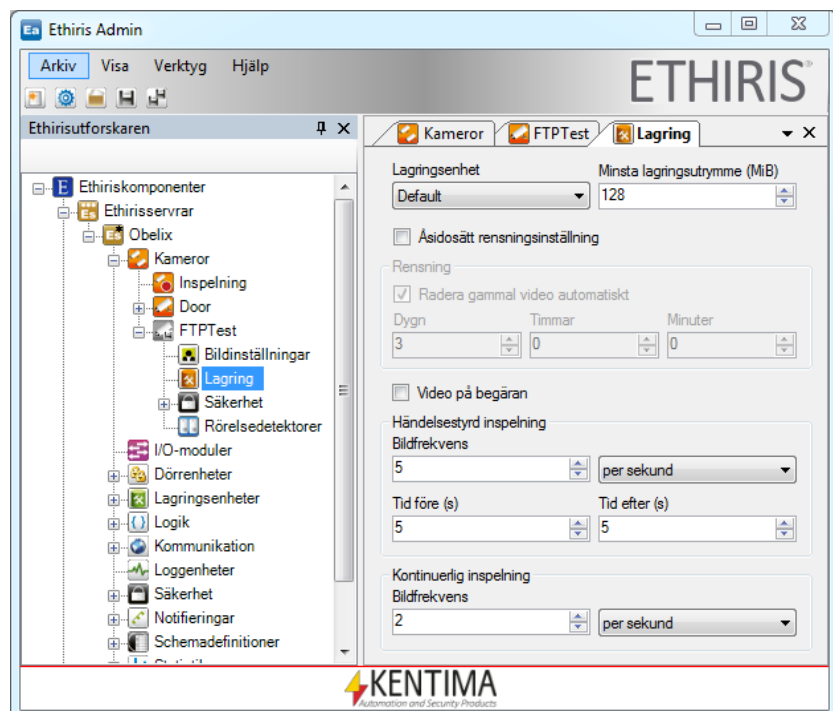 Ea Ethiris Admin
Arkiv Visa Verktyg Hjälp
ETHIRIS®
Ethirisutforskaren
Kameror FTPTest Lagring
Ethiriskomponenter
Ethirisservrar
Obelix
Kameror
Inspelning
Door
FTPTest
Bildinställningar
Lagring
Säkerhet
Rörelsedetektorer
I/O-moduler
Dörrenheter
Lagringsenheter
Logik
Kommunikation
Loggenheter
Säkerhet
Notifieringar
Schemadefinitioner
Lagringsenhet Minsta lagringsutrymme (MiB)
Default 128
Åsidosätt rensningsinställning
Rensning
Radera gammal video automatiskt
Dygn Timmar Minuter
3 0 0
Video på begäran
Händelsestyrd inspelning
Bildfrekvens
5 per sekund
Tid före (s) Tid efter (s)
5 5
Kontinuerlig inspelning
Bildfrekvens
2 per sekund
KENTIMA
Automation and Security Products